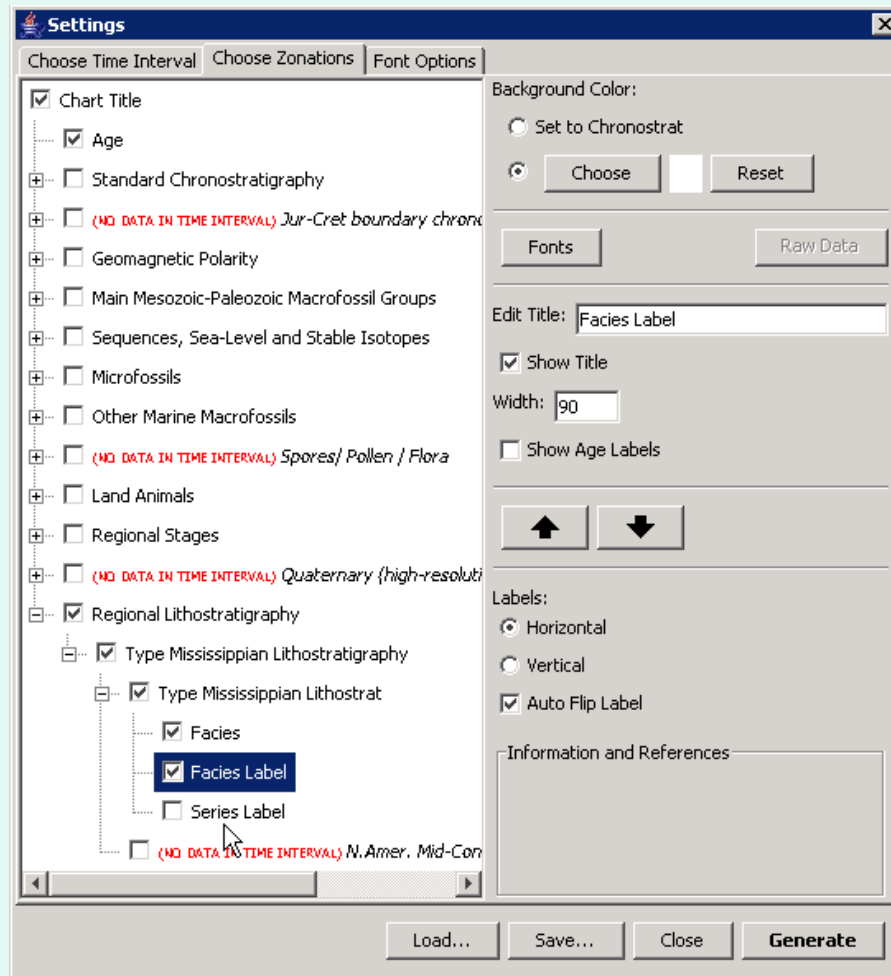 Settings
Choose Time Interval
Choose Zonations
Font Options
Chart Title
Age
Standard Chronostratigraphy
(NO DATA IN TIME INTERVAL) Jur-Cret boundary chrono
Geomagnetic Polarity
Main Mesozoic-Paleozoic Macrofossil Groups
Sequences, Sea-Level and Stable Isotopes
Microfossils
Other Marine Macrofossils
(NO DATA IN TIME INTERVAL) Spores/ Pollen / Flora
Land Animals
Regional Stages
(NO DATA IN TIME INTERVAL) Quaternary (high-resoluti
Regional Lithostratigraphy
Type Mississippian Lithostratigraphy
Type Mississippian Lithostrat
Facies
Facies Label
Series Label
(NO DATA IN TIME INTERVAL) N.Amer. Mid-Con
Background Color:
Set to Chronostrat
Choose
Reset
Fonts
Raw Data
Edit Title: Facies Label
Show Title
Width: 90
Show Age Labels
Labels:
Horizontal
Vertical
Auto Flip Label
Information and References
Load...
Save...
Close
Generate